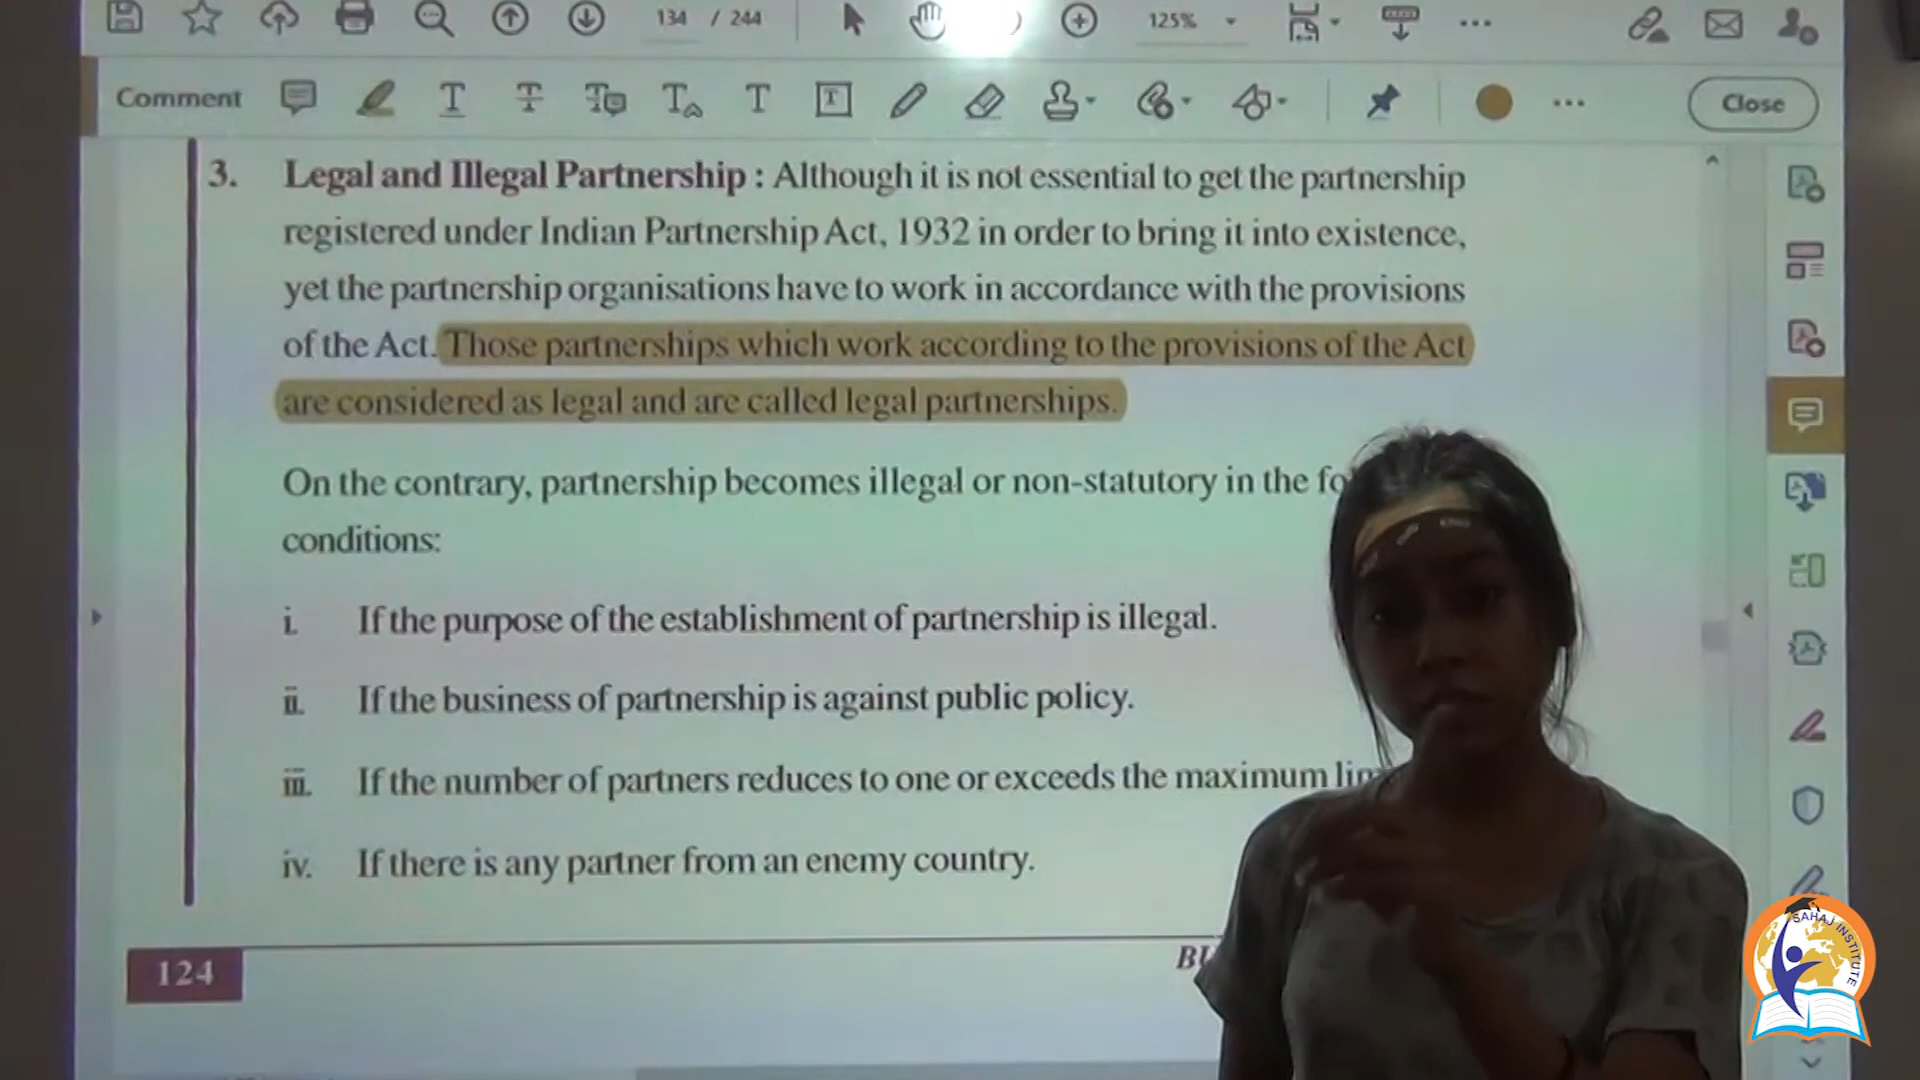 134 / 244
125%
Comment
Close
3. Legal and Illegal Partnership : Although it is not essential to get the partnership
registered under Indian Partnership Act, 1932 in order to bring it into existence,
yet the partnership organisations have to work in accordance with the provisions
of the Act. Those partnerships which work according to the provisions of the Act
are considered as legal and are called legal partnerships.
On the contrary, partnership becomes illegal or non-statutory in the fo
conditions:
i. If the purpose of the establishment of partnership is illegal.
ii. If the business of partnership is against public policy.
iii. If the number of partners reduces to one or exceeds the maximum lim
iv. If there is any partner from an enemy country.
124
BU
SAHAJ INSTITUTE